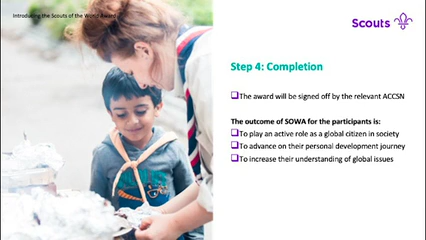 Introducing the Scouts of the World Award
Scouts
Step 4: Completion
The award will be signed off by the relevant ACCSN
The outcome of SOWA for the participants is:
To play an active role as a global citizen in society
To advance on their personal development journey
To increase their understanding of global issues